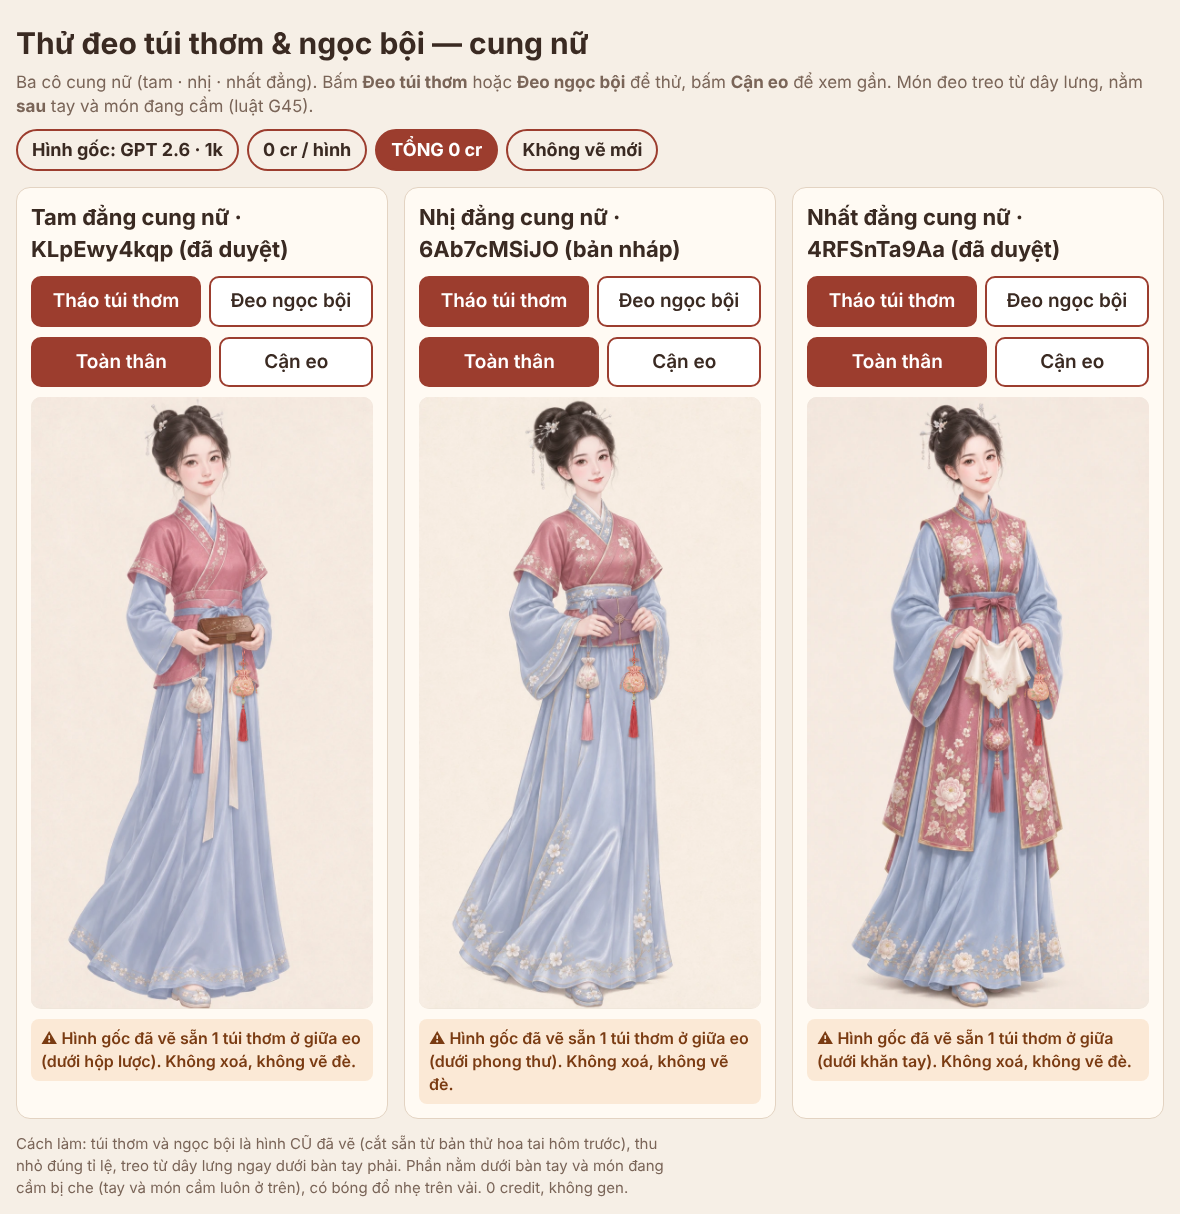 Thử đeo túi thơm & ngọc bội — cung nữ
Ba cô cung nữ (tam · nhị · nhất đẳng). Bấm Đeo túi thơm hoặc Đeo ngọc bội để thử, bấm Cận eo để xem gần. Món đeo treo từ dây lưng, nằm
sau tay và món đang cầm (luật G45).
Hình gốc: GPT 2.6 · 1k
0 cr / hình
TỔNG 0 cr
Không vẽ mới
Tam đẳng cung nữ ·
KLpEwy4kqp (đã duyệt)
Tháo túi thơm
Đeo ngọc bội
Toàn thân
Cận eo
⚠ Hình gốc đã vẽ sẵn 1 túi thơm ở giữa eo
(dưới hộp lược). Không xoá, không vẽ đè.
Nhị đẳng cung nữ ·
6Ab7cMSiJO (bản nháp)
Tháo túi thơm
Đeo ngọc bội
Toàn thân
Cận eo
⚠ Hình gốc đã vẽ sẵn 1 túi thơm ở giữa eo
(dưới phong thư). Không xoá, không vẽ
đè.
Nhất đẳng cung nữ ·
4RFSnTa9Aa (đã duyệt)
Tháo túi thơm
Đeo ngọc bội
Toàn thân
Cận eo
⚠ Hình gốc đã vẽ sẵn 1 túi thơm ở giữa
(dưới khăn tay). Không xoá, không vẽ đè.
Cách làm: túi thơm và ngọc bội là hình CŨ đã vẽ (cắt sẵn từ bản thử hoa tai hôm trước), thu
nhỏ đúng tỉ lệ, treo từ dây lưng ngay dưới bàn tay phải. Phần nằm dưới bàn tay và món đang
cầm bị che (tay và món cầm luôn ở trên), có bóng đổ nhẹ trên vải. 0 credit, không gen.